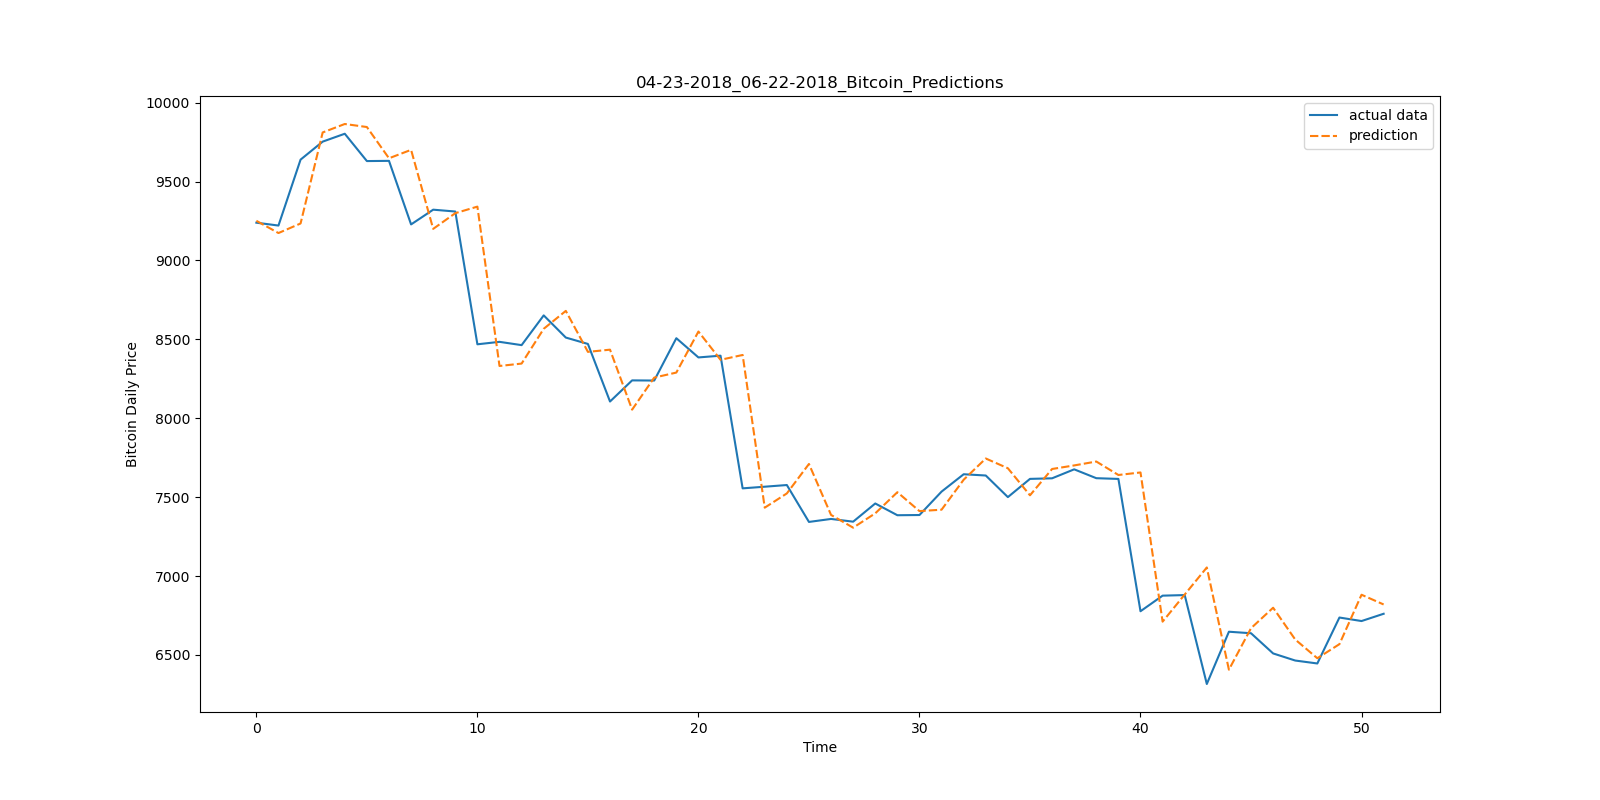 04-23-2018_06-22-2018_Bitcoin_Predictions
10000
9500
9000
8500
8000
7500
7000
6500
Bitcoin Daily Price
actual data
prediction
0 10 20 30 40 50
Time